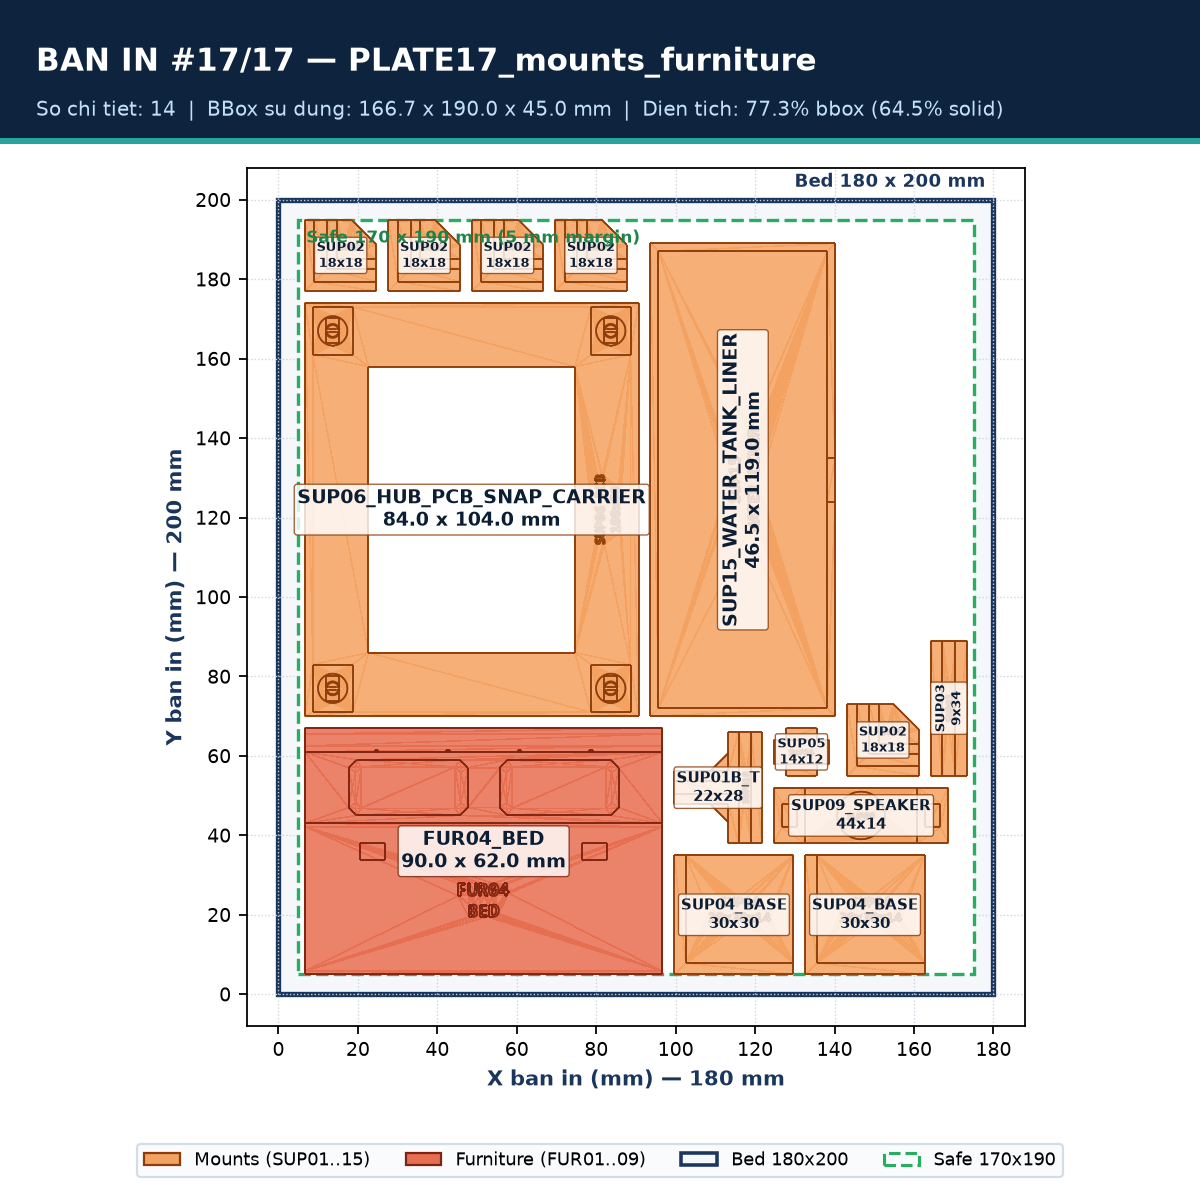 BAN IN #17/17 — PLATE17_mounts_furniture
So chi tiet: 14 | BBox su dung: 166.7 x 190.0 x 45.0 mm | Dien tich: 77.3% bbox (64.5% solid)
Bed 180 x 200 mm
Safe 170 x 190 mm (5 mm margin)
SUP02
18x18
SUP02
18x18
SUP02
18x18
SUP02
18x18
SUP06_HUB_PCB_SNAP_CARRIER
84.0 x 104.0 mm
SUP15_WATER_TANK_LINER
46.5 x 119.0 mm
SUP03
9x34
SUP02
18x18
SUP05
14x12
SUP01B_T
22x28
SUP09_SPEAKER
44x14
FUR04_BED
90.0 x 62.0 mm
FUR04
BED
SUP04_BASE
30x30
SUP04_BASE
30x30
Y ban in (mm) — 200 mm
200
180
160
140
120
100
80
60
40
20
0
0 20 40 60 80 100 120 140 160 180
X ban in (mm) — 180 mm
Mounts (SUP01..15) Furniture (FUR01..09) Bed 180x200 Safe 170x190